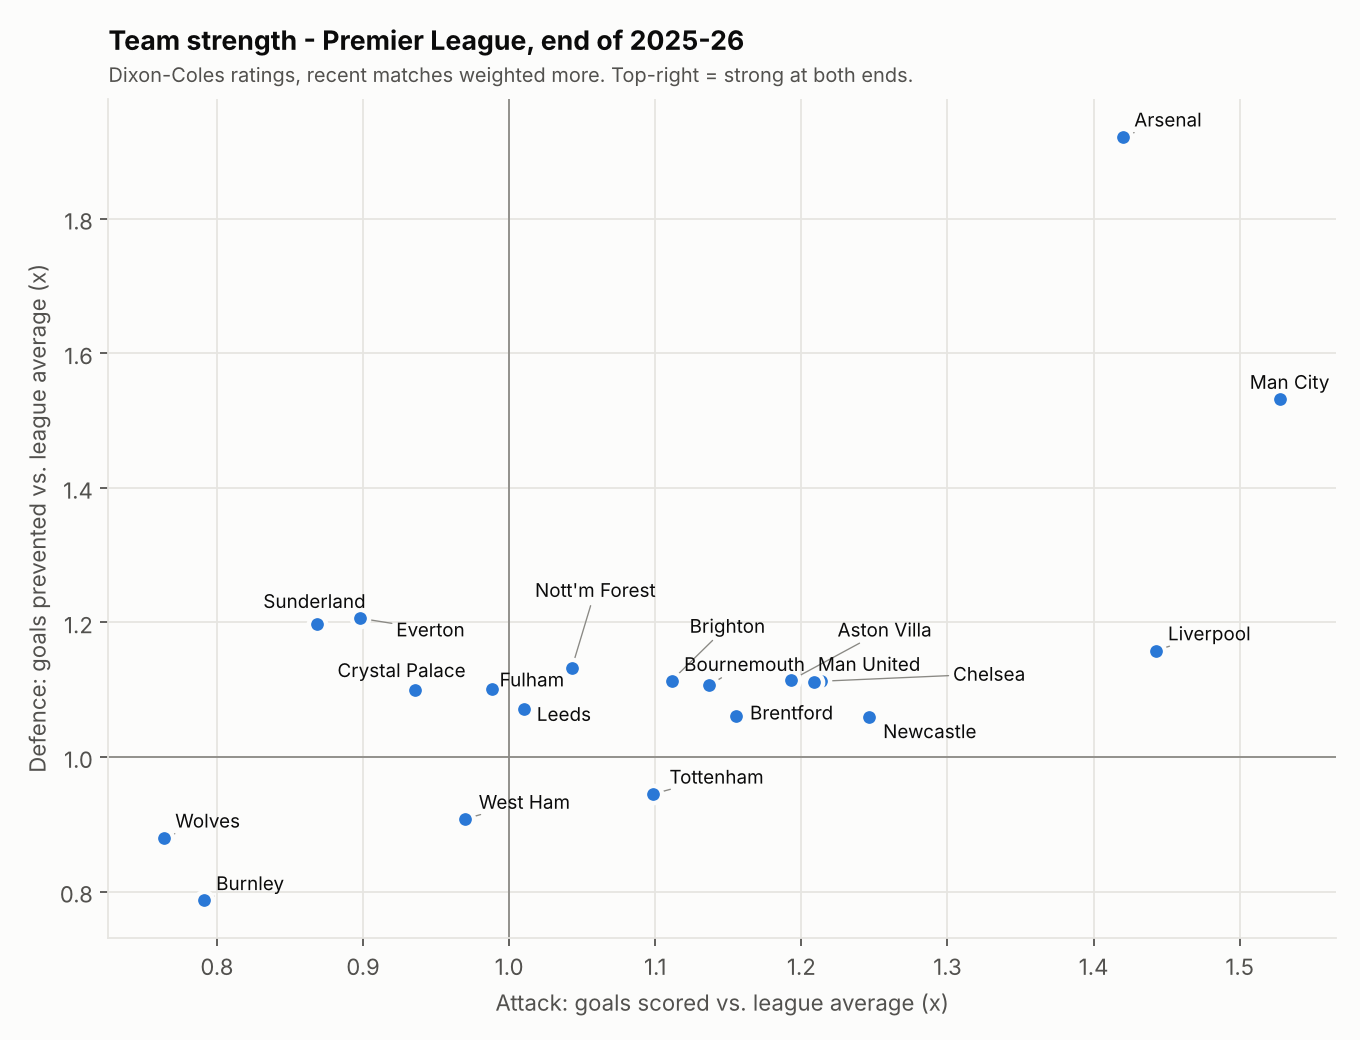 Team strength - Premier League, end of 2025-26
Dixon-Coles ratings, recent matches weighted more. Top-right = strong at both ends.
Arsenal
1.8
Man City
1.6
1.4
Nott'm Forest
Sunderland
Brighton
1.2
Everton
Aston Villa
Liverpool
Crystal Palace
Fulham
Bournemouth
Man United
Chelsea
Leeds
Brentford
Newcastle
1.0
Tottenham
West Ham
Wolves
Burnley
0.8
0.8
0.9
1.0
1.1
1.2
1.3
1.4
1.5
Attack: goals scored vs. league average (x)
Defence: goals prevented vs. league average (x)